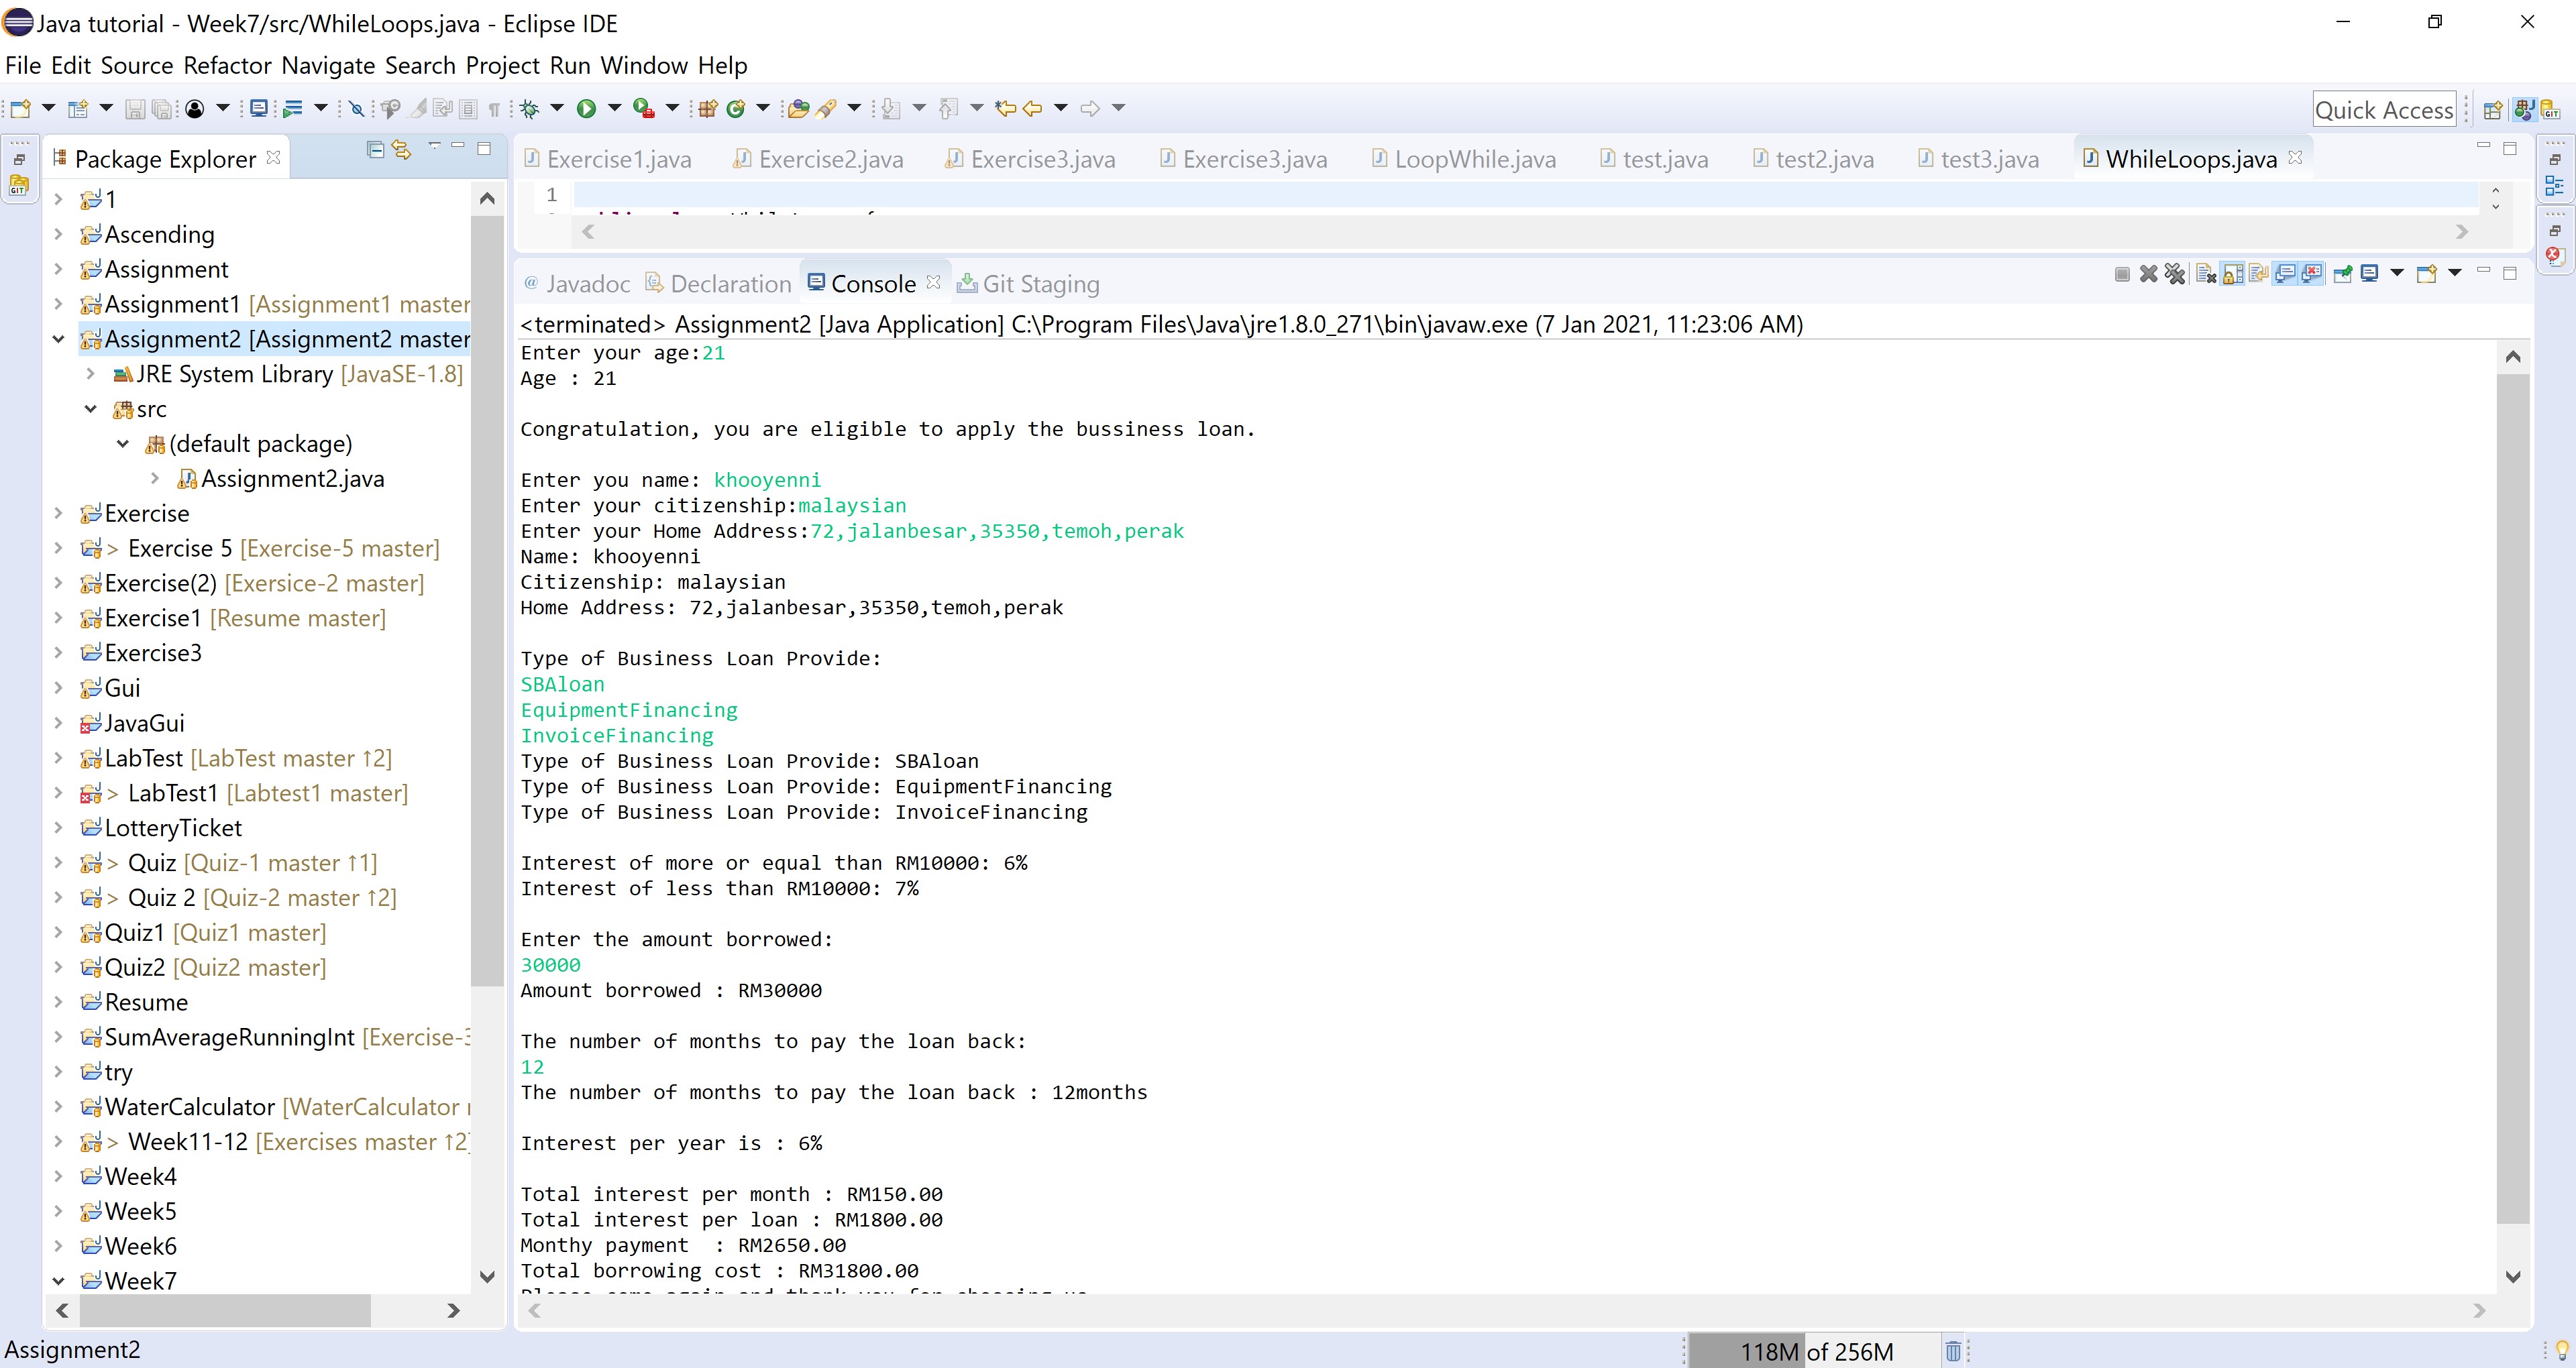 Java tutorial - Week7/src/WhileLoops.java - Eclipse IDE
File Edit Source Refactor Navigate Search Project Run Window Help
Quick Access
Package Explorer
Exercise1.java Exercise2.java Exercise3.java Exercise3.java LoopWhile.java test.java test2.java test3.java WhileLoops.java
1
1
Ascending
Assignment
Assignment1 [Assignment1 master
Assignment2 [Assignment2 master
JRE System Library [JavaSE-1.8]
src
(default package)
Assignment2.java
Exercise
> Exercise 5 [Exercise-5 master]
Exercise(2) [Exersice-2 master]
Exercise1 [Resume master]
Exercise3
Gui
JavaGui
LabTest [LabTest master ↑2]
> LabTest1 [Labtest1 master]
LotteryTicket
> Quiz [Quiz-1 master ↑1]
> Quiz 2 [Quiz-2 master ↑2]
Quiz1 [Quiz1 master]
Quiz2 [Quiz2 master]
Resume
SumAverageRunningInt [Exercise-3
try
WaterCalculator [WaterCalculator
> Week11-12 [Exercises master ↑2]
Week4
Week5
Week6
Week7
@ Javadoc Declaration Console Git Staging
<terminated> Assignment2 [Java Application] C:\Program Files\Java\jre1.8.0_271\bin\javaw.exe (7 Jan 2021, 11:23:06 AM)
Enter your age:21
Age : 21
Congratulation, you are eligible to apply the bussiness loan.
Enter you name: khooyenni
Enter your citizenship:malaysian
Enter your Home Address:72,jalanbesar,35350,temoh,perak
Name: khooyenni
Citizenship: malaysian
Home Address: 72,jalanbesar,35350,temoh,perak
Type of Business Loan Provide:
SBAloan
EquipmentFinancing
InvoiceFinancing
Type of Business Loan Provide: SBAloan
Type of Business Loan Provide: EquipmentFinancing
Type of Business Loan Provide: InvoiceFinancing
Interest of more or equal than RM10000: 6%
Interest of less than RM10000: 7%
Enter the amount borrowed:
30000
Amount borrowed : RM30000
The number of months to pay the loan back:
12
The number of months to pay the loan back : 12months
Interest per year is : 6%
Total interest per month : RM150.00
Total interest per loan : RM1800.00
Monthy payment  : RM2650.00
Total borrowing cost : RM31800.00
Please come again and thank you for choosing us
Assignment2
118M of 256M